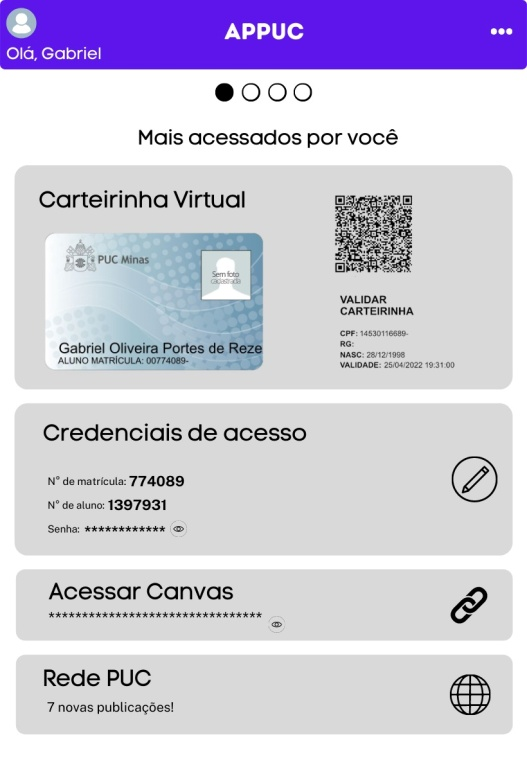 APPUC
Olá, Gabriel
Mais acessados por você
Carteirinha Virtual
PUC Minas
Sem foto
cadastrada
Gabriel Oliveira Portes de Reze
ALUNO MATRÍCULA: 00774089-
VALIDAR
CARTEIRINHA
CPF: 14530116689-
RG:
NASC: 28/12/1998
VALIDADE: 25/04/2022 19:31:00
Credenciais de acesso
N° de matrícula: 774089
N° de aluno: 1397931
Senha: ************
Acessar Canvas
********************************
Rede PUC
7 novas publicações!